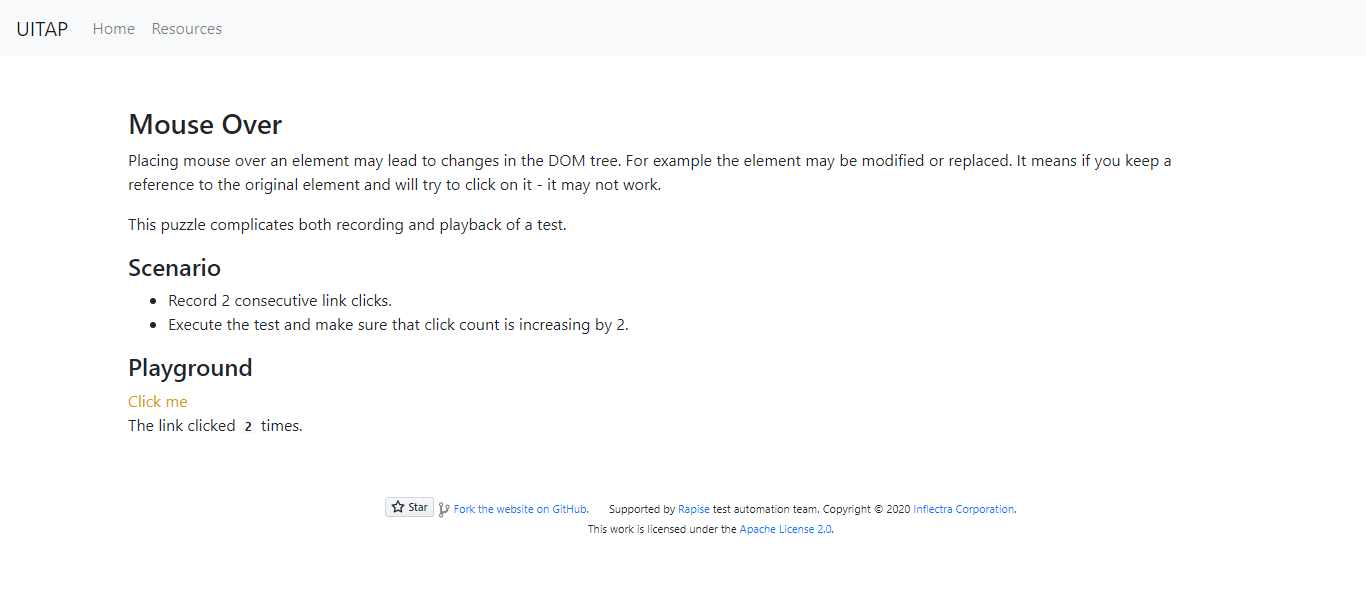 UITAP Home Resources
Mouse Over
Placing mouse over an element may lead to changes in the DOM tree. For example the element may be modified or replaced. It means if you keep a
reference to the original element and will try to click on it - it may not work.
This puzzle complicates both recording and playback of a test.
Scenario
• Record 2 consecutive link clicks.
• Execute the test and make sure that click count is increasing by 2.
Playground
Click me
The link clicked 2 times.
Star Fork the website on GitHub. Supported by Rapise test automation team. Copyright © 2020 Inflectra Corporation.
This work is licensed under the Apache License 2.0.